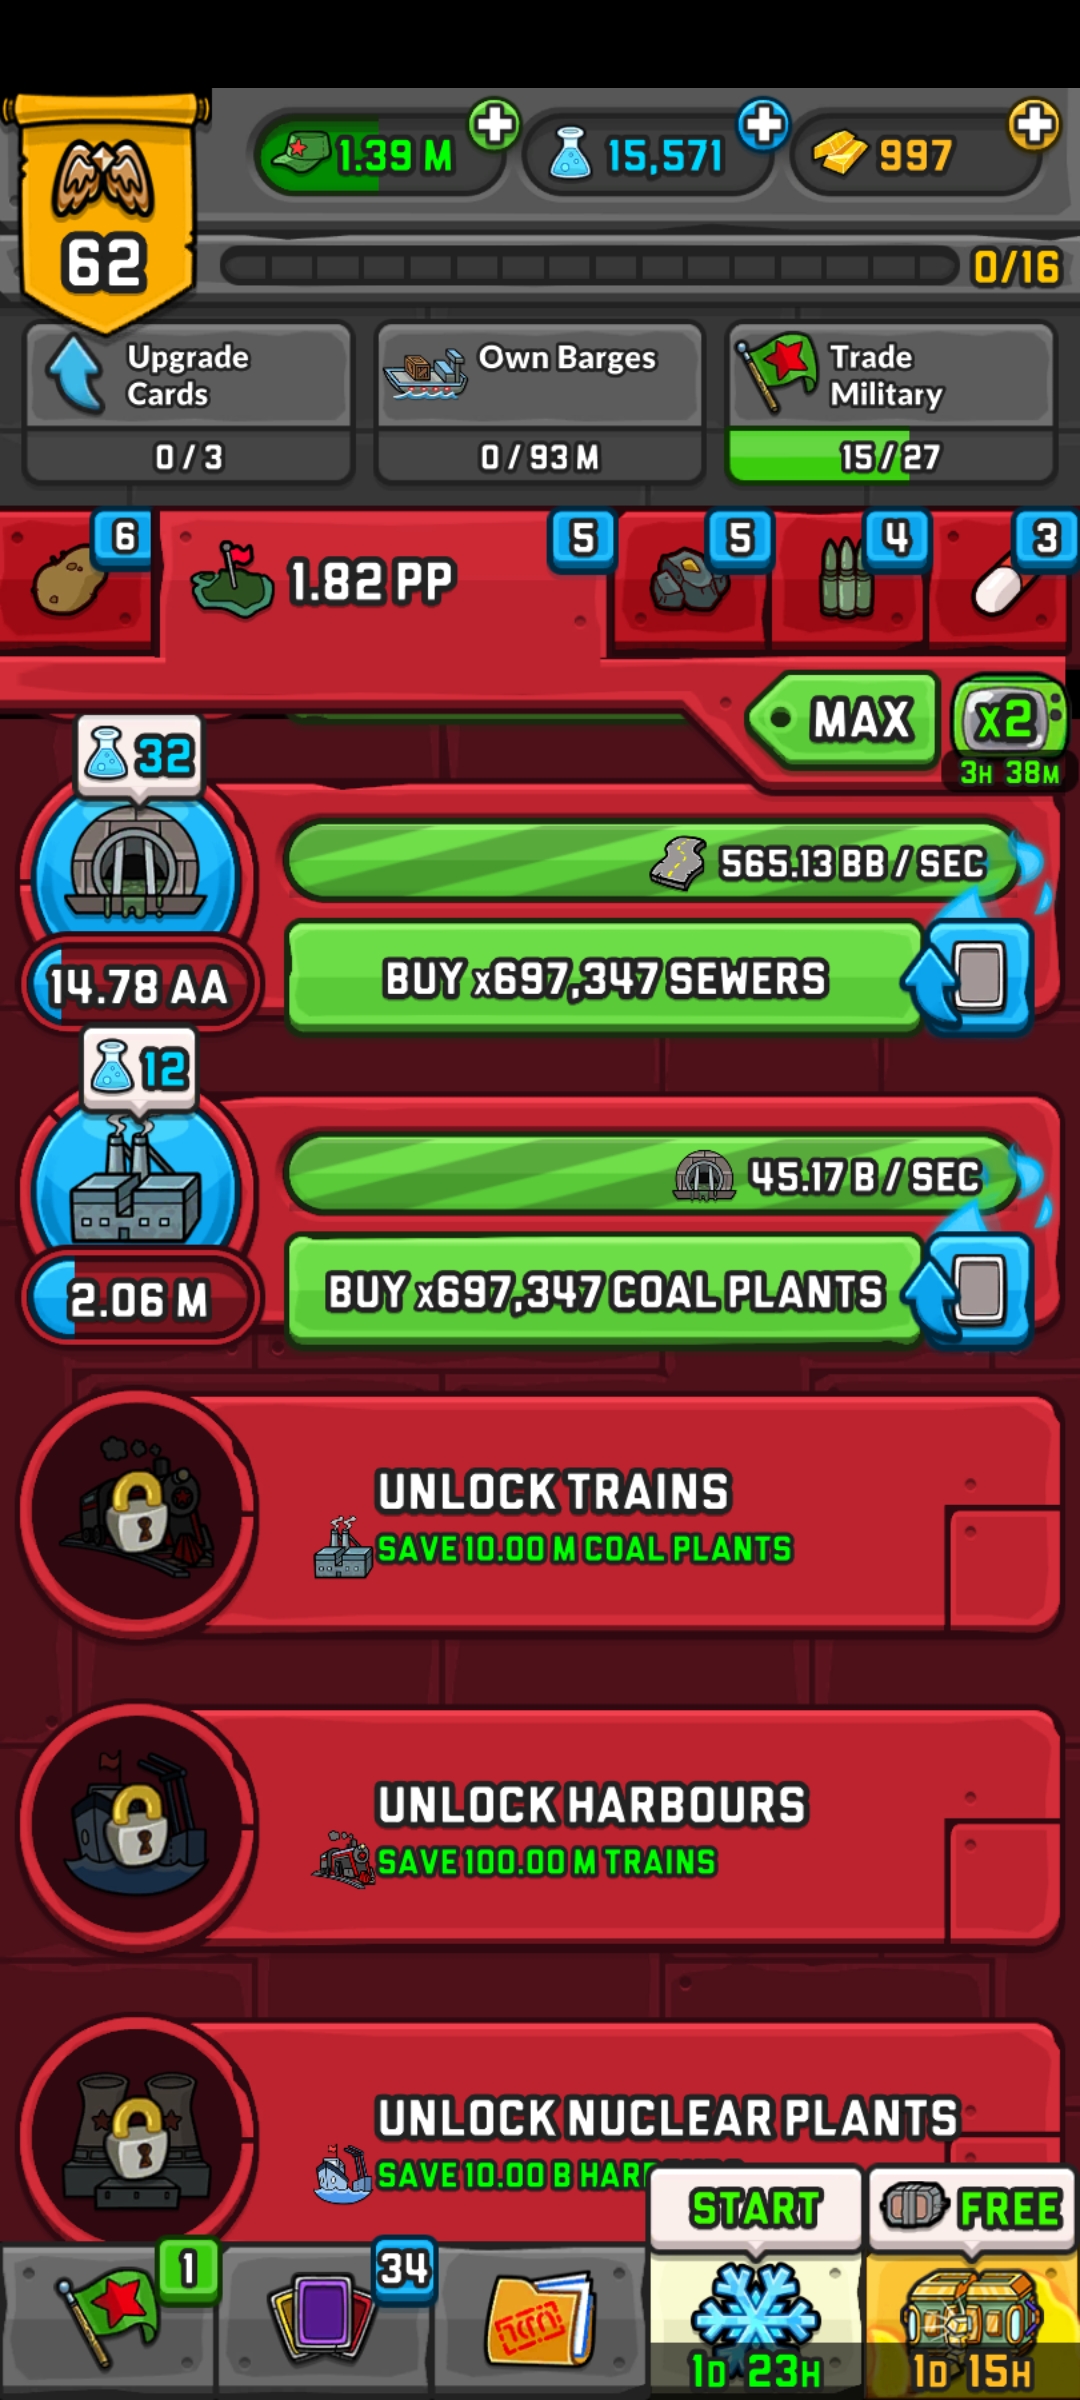 1.39 M
15,571
997
62
0/16
Upgrade
Cards
0 / 3
Own Barges
0 / 93 M
Trade
Military
15 / 27
6
1.82 PP
5
5
4
3
MAX
x2
3H 38M
32
565.13 BB / SEC
14.78 AA
BUY x697,347 SEWERS
12
45.17 B / SEC
2.06 M
BUY x697,347 COAL PLANTS
UNLOCK TRAINS
SAVE 10.00 M COAL PLANTS
UNLOCK HARBOURS
SAVE 100.00 M TRAINS
UNLOCK NUCLEAR PLANTS
SAVE 10.00 B
START
FREE
1
34
1D 23H
1D 15H